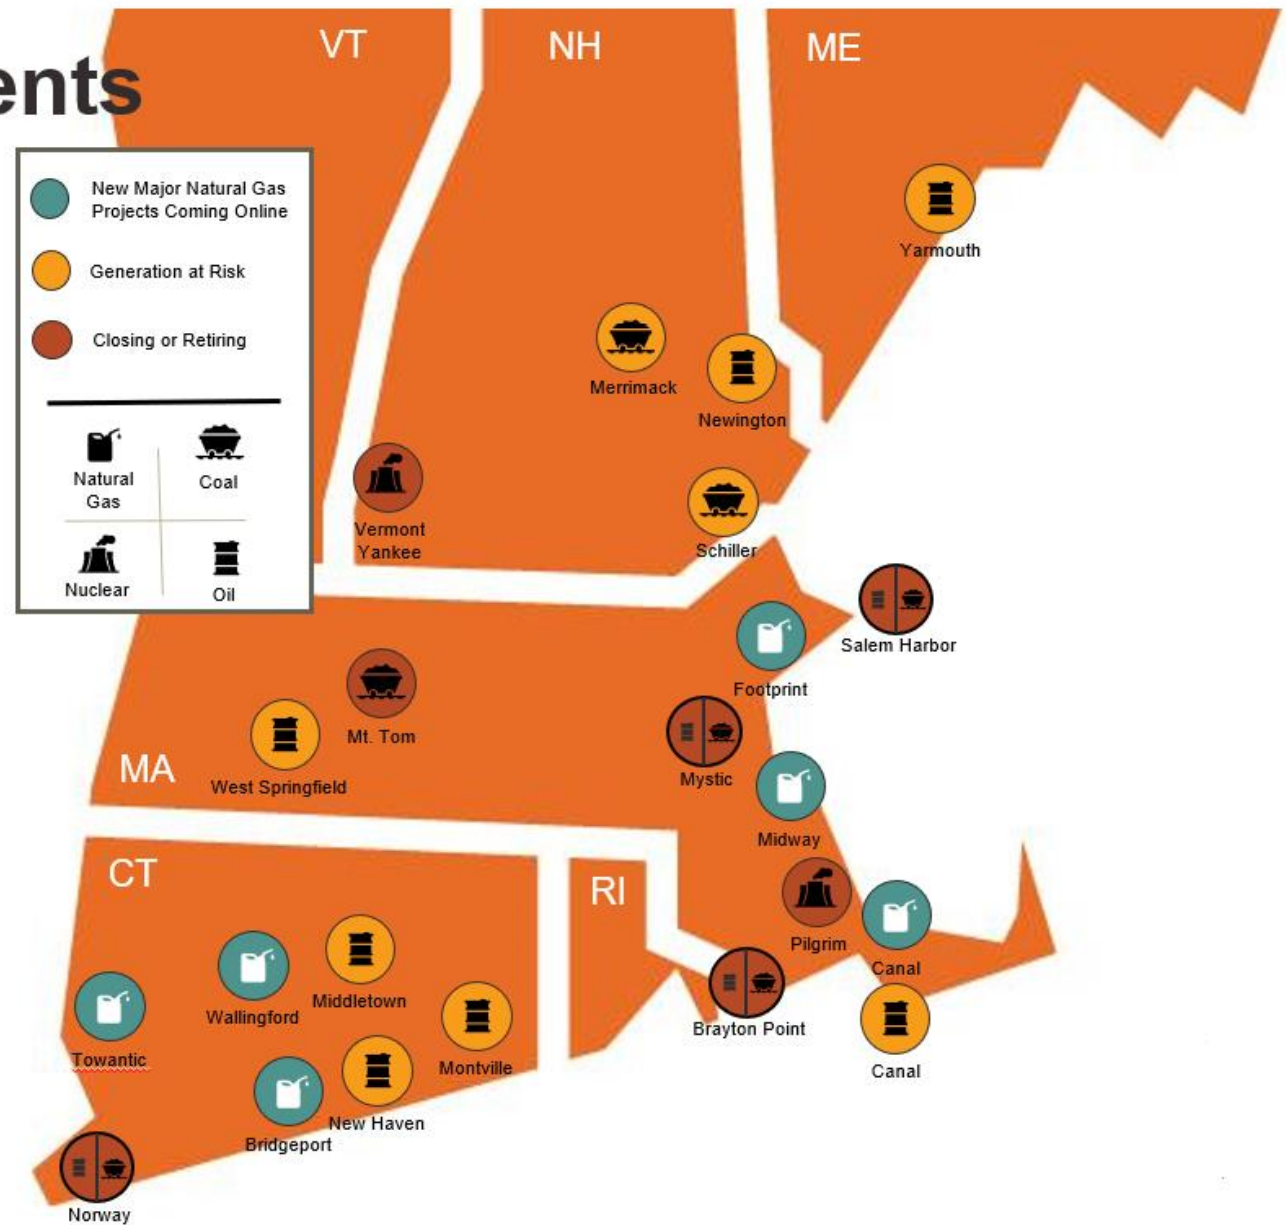 ents
VT
NH
ME
New Major Natural Gas
Projects Coming Online
Generation at Risk
Closing or Retiring
Natural
Gas
Coal
Nuclear
Oil
Yarmouth
Merrimack
Newington
Vermont
Yankee
Schiller
Salem Harbor
Footprint
Mt. Tom
MA
West Springfield
Mystic
Midway
CT
RI
Pilgrim
Canal
Middletown
Wallingford
Brayton Point
Towantic
Montville
Canal
New Haven
Bridgeport
Norway